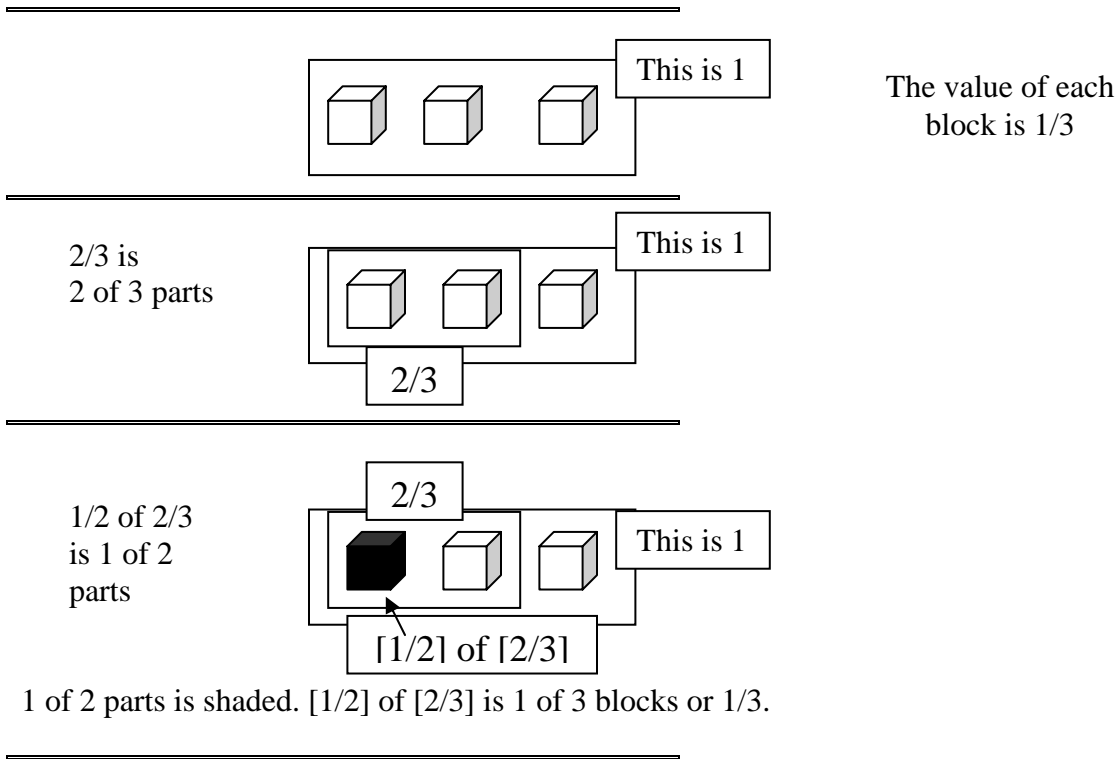 This is 1
The value of each
block is 1/3
This is 1
2/3 is
2 of 3 parts
2/3
2/3
1/2 of 2/3
is 1 of 2
parts
This is 1
[1/2] of [2/3]
1 of 2 parts is shaded. [1/2] of [2/3] is 1 of 3 blocks or 1/3.